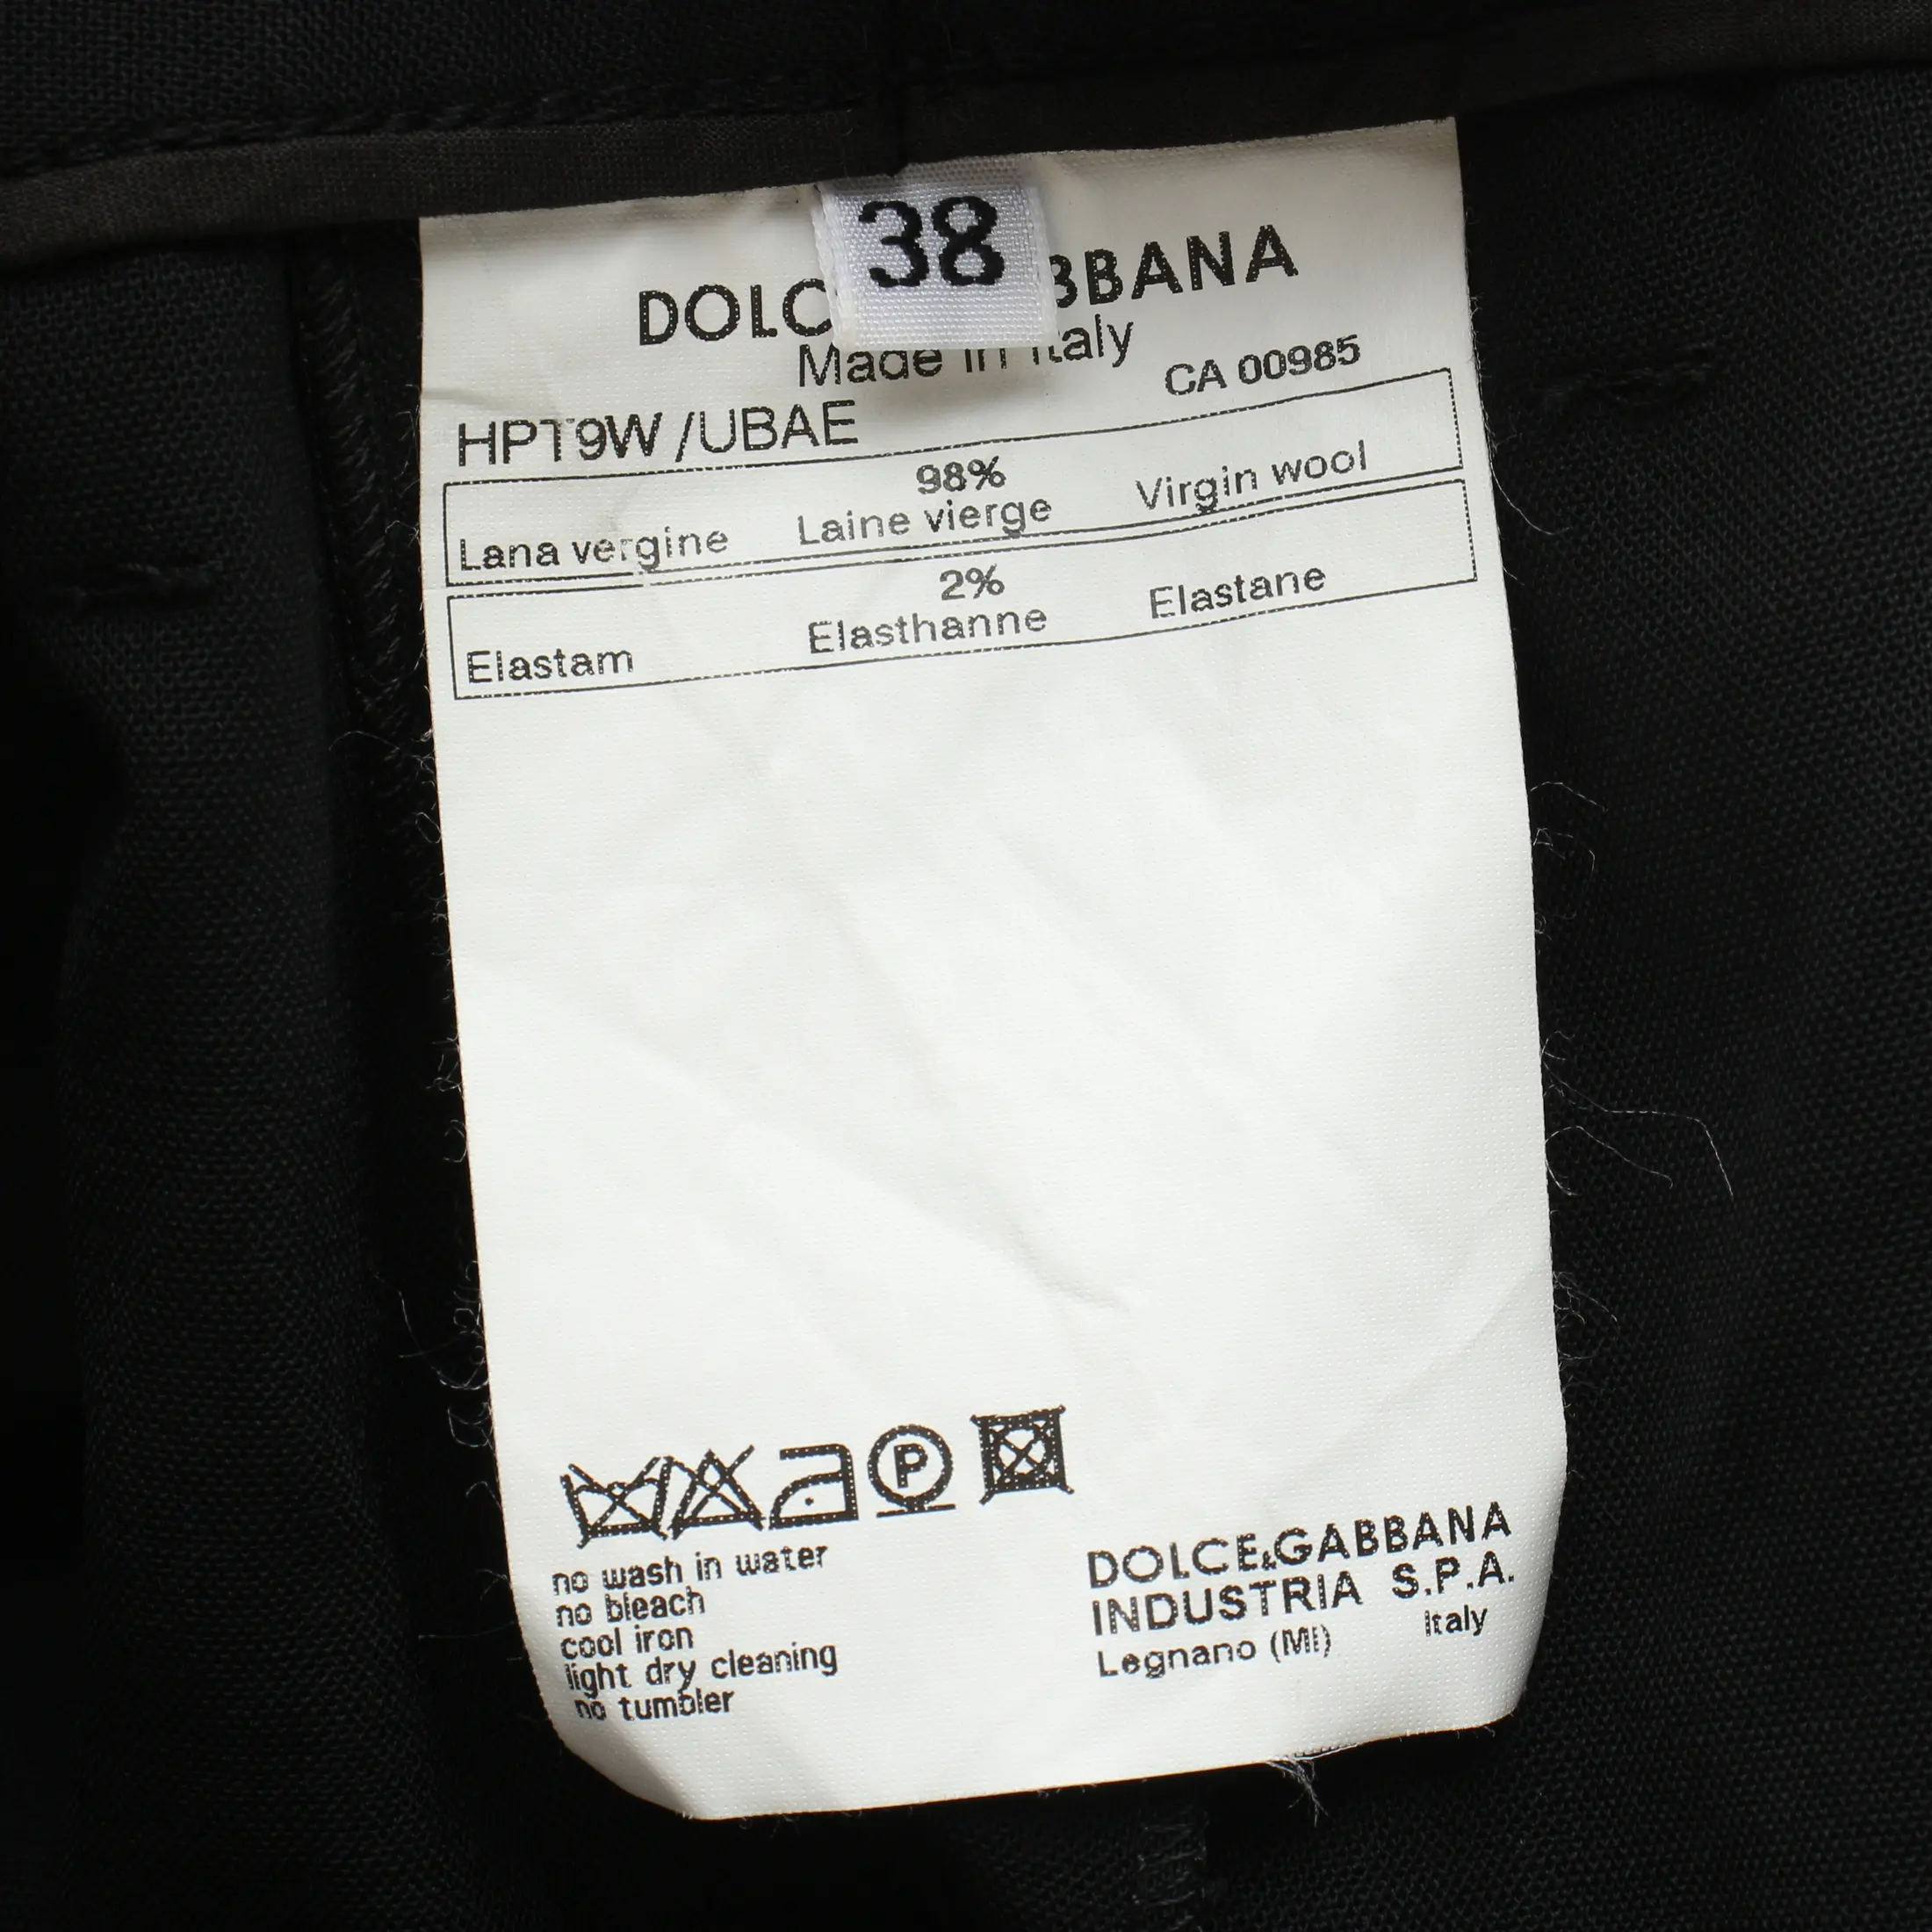 38
DOLC BBANA
Made in Italy
CA 00985
HPT9W /UBAE
98%
Lana vergine Laine vierge Virgin wool
2%
Elastam Elasthanne Elastane
P
no wash in water
no bleach
cool iron
light dry cleaning
no tumbler
DOLCE&GABBANA
INDUSTRIA S.P.A.
Legnano (MI) Italy